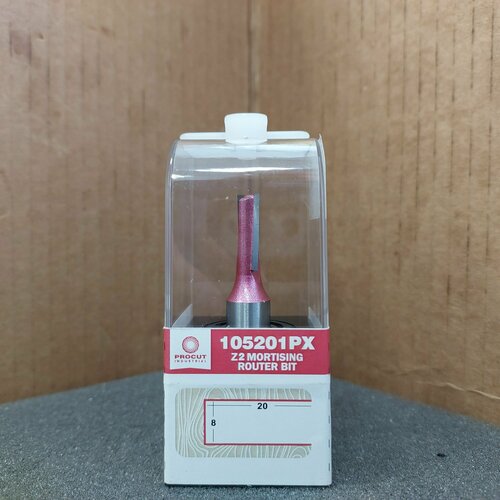 PROCUT
INDUSTRIAL
105201PX
Z2 MORTISING
ROUTER BIT
20
8